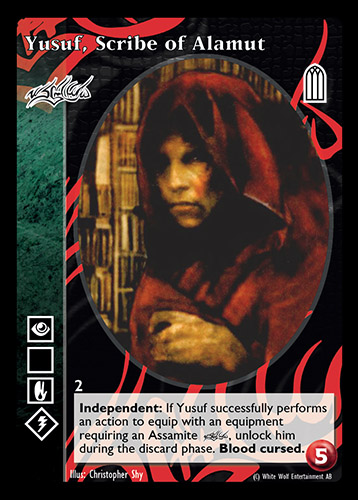 Yusuf, Scribe of Alamut
2
Independent: If Yusuf successfully performs
an action to equip with an equipment
requiring an Assamite , unlock him
during the discard phase. Blood cursed.
5
Illus: Christopher Shy
(C) White Wolf Entertainment AB